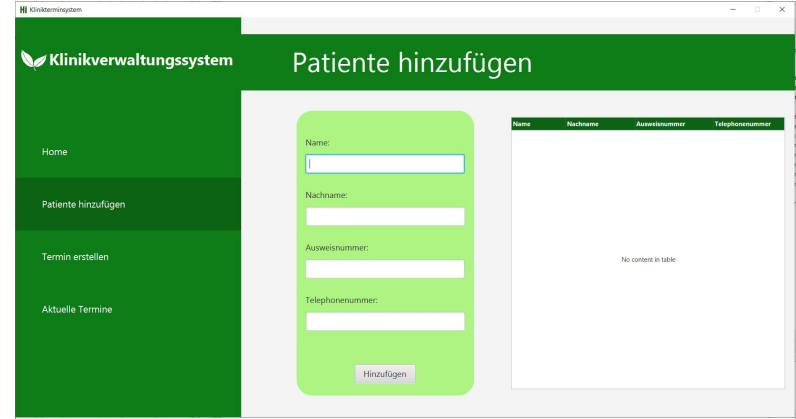 Hi Klinikterminsystem
Klinikverwaltungssystem
Patiente hinzufügen
Home
Patiente hinzufügen
Termin erstellen
Aktuelle Termine
Name:
Nachname:
Ausweisnummer:
Telephonenummer:
Hinzufügen
Name Nachname Ausweisnummer Telephonenummer
No content in table